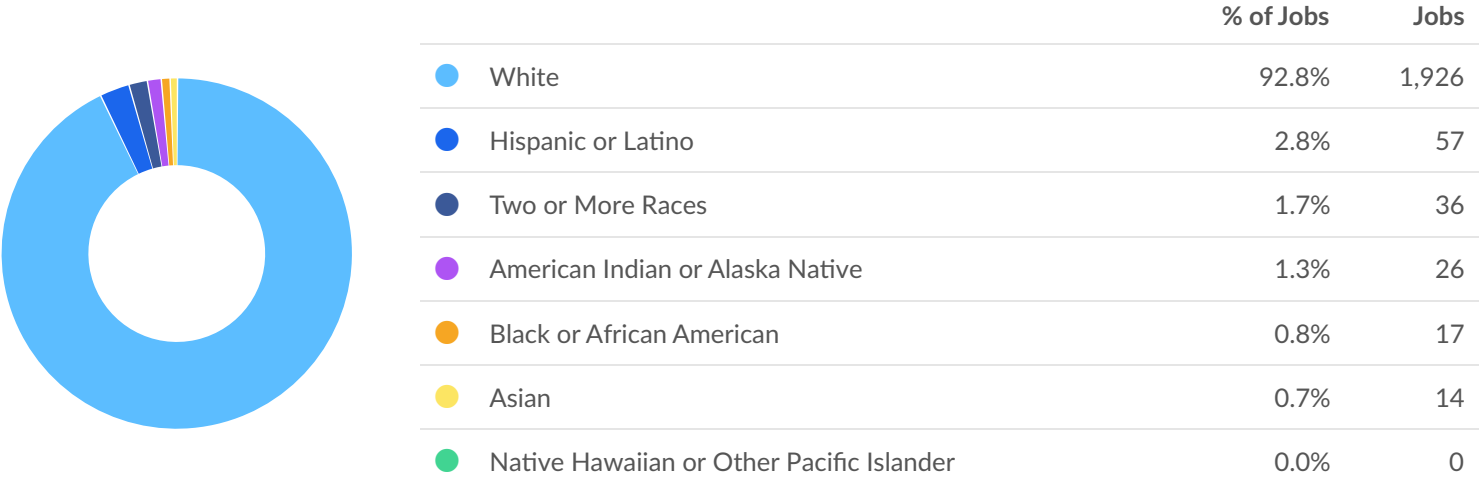 % of Jobs Jobs
White 92.8% 1,926
Hispanic or Latino 2.8% 57
Two or More Races 1.7% 36
American Indian or Alaska Native 1.3% 26
Black or African American 0.8% 17
Asian 0.7% 14
Native Hawaiian or Other Pacific Islander 0.0% 0